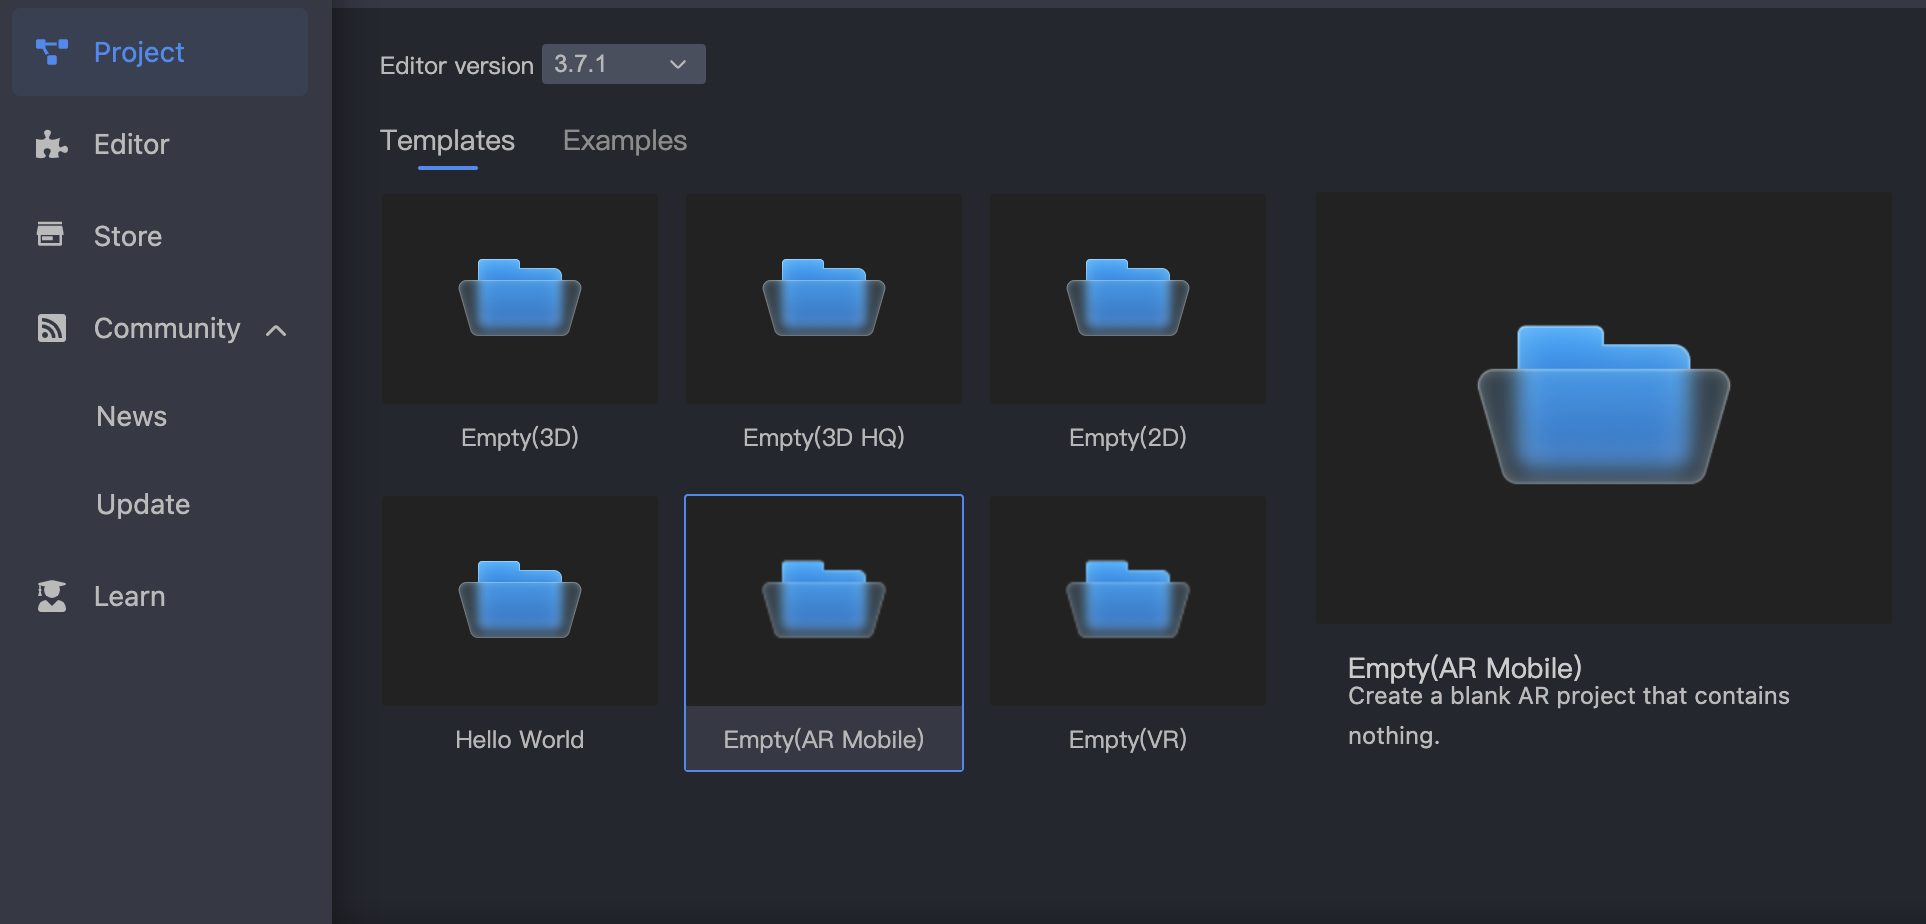 Project
Editor
Store
Community
News
Update
Learn
Editor version 3.7.1
Templates Examples
Empty(3D) Empty(3D HQ) Empty(2D)
Hello World Empty(AR Mobile) Empty(VR)
Empty(AR Mobile)
Create a blank AR project that contains
nothing.